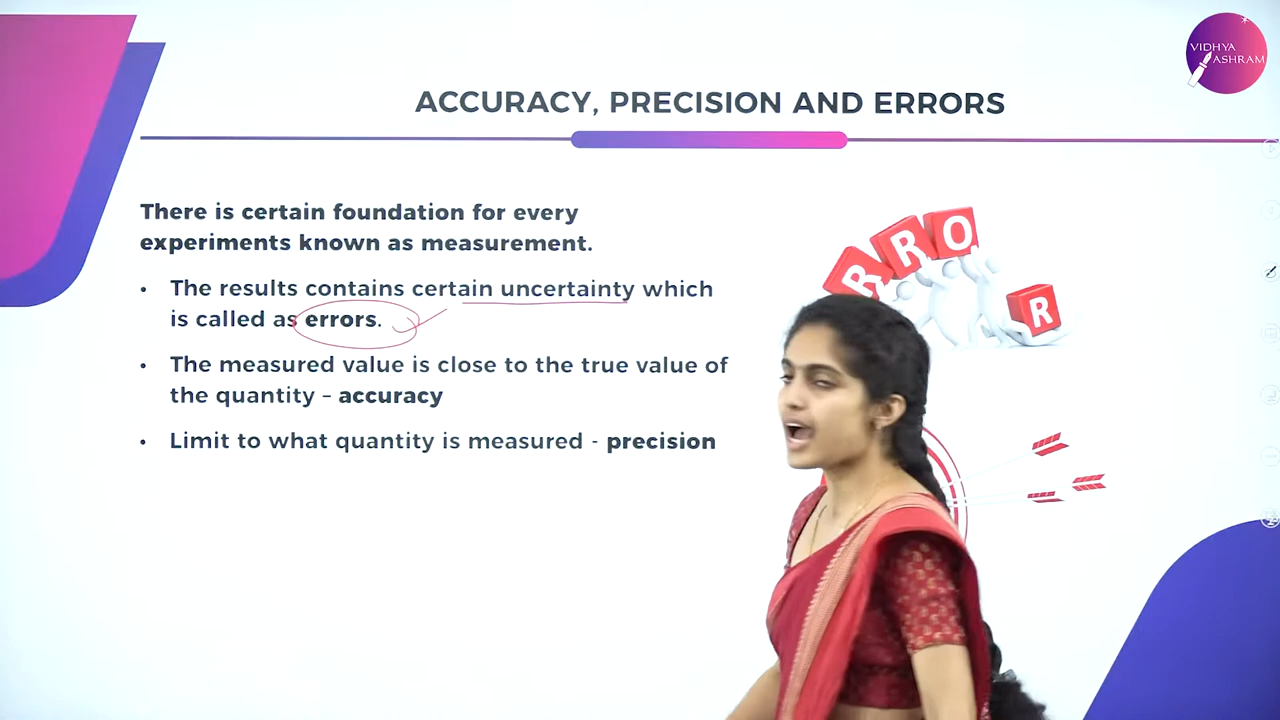 VIDHYA
ASHRAM
ACCURACY, PRECISION AND ERRORS
There is certain foundation for every
experiments known as measurement.
• The results contains certain uncertainty which
is called as errors.
• The measured value is close to the true value of
the quantity – accuracy
• Limit to what quantity is measured - precision
R R O
R